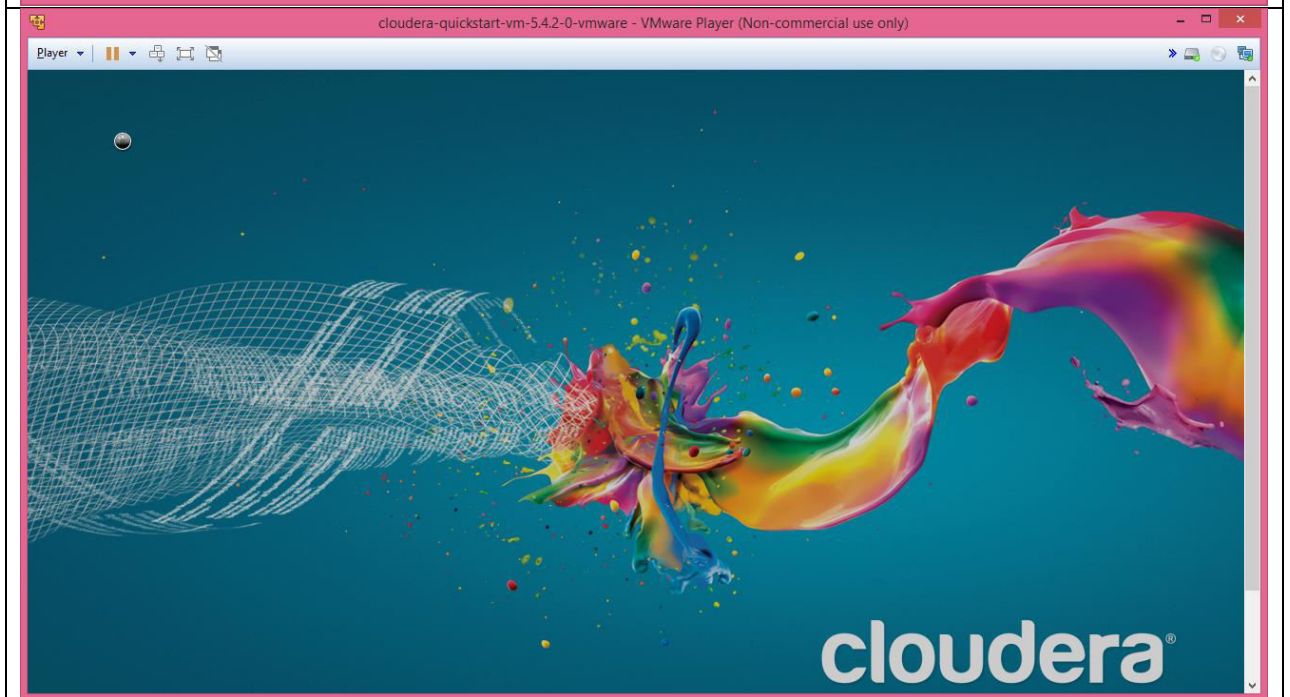 cloudera-quickstart-vm-5.4.2-0-vmware - VMware Player (Non-commercial use only)
Player
cloudera®